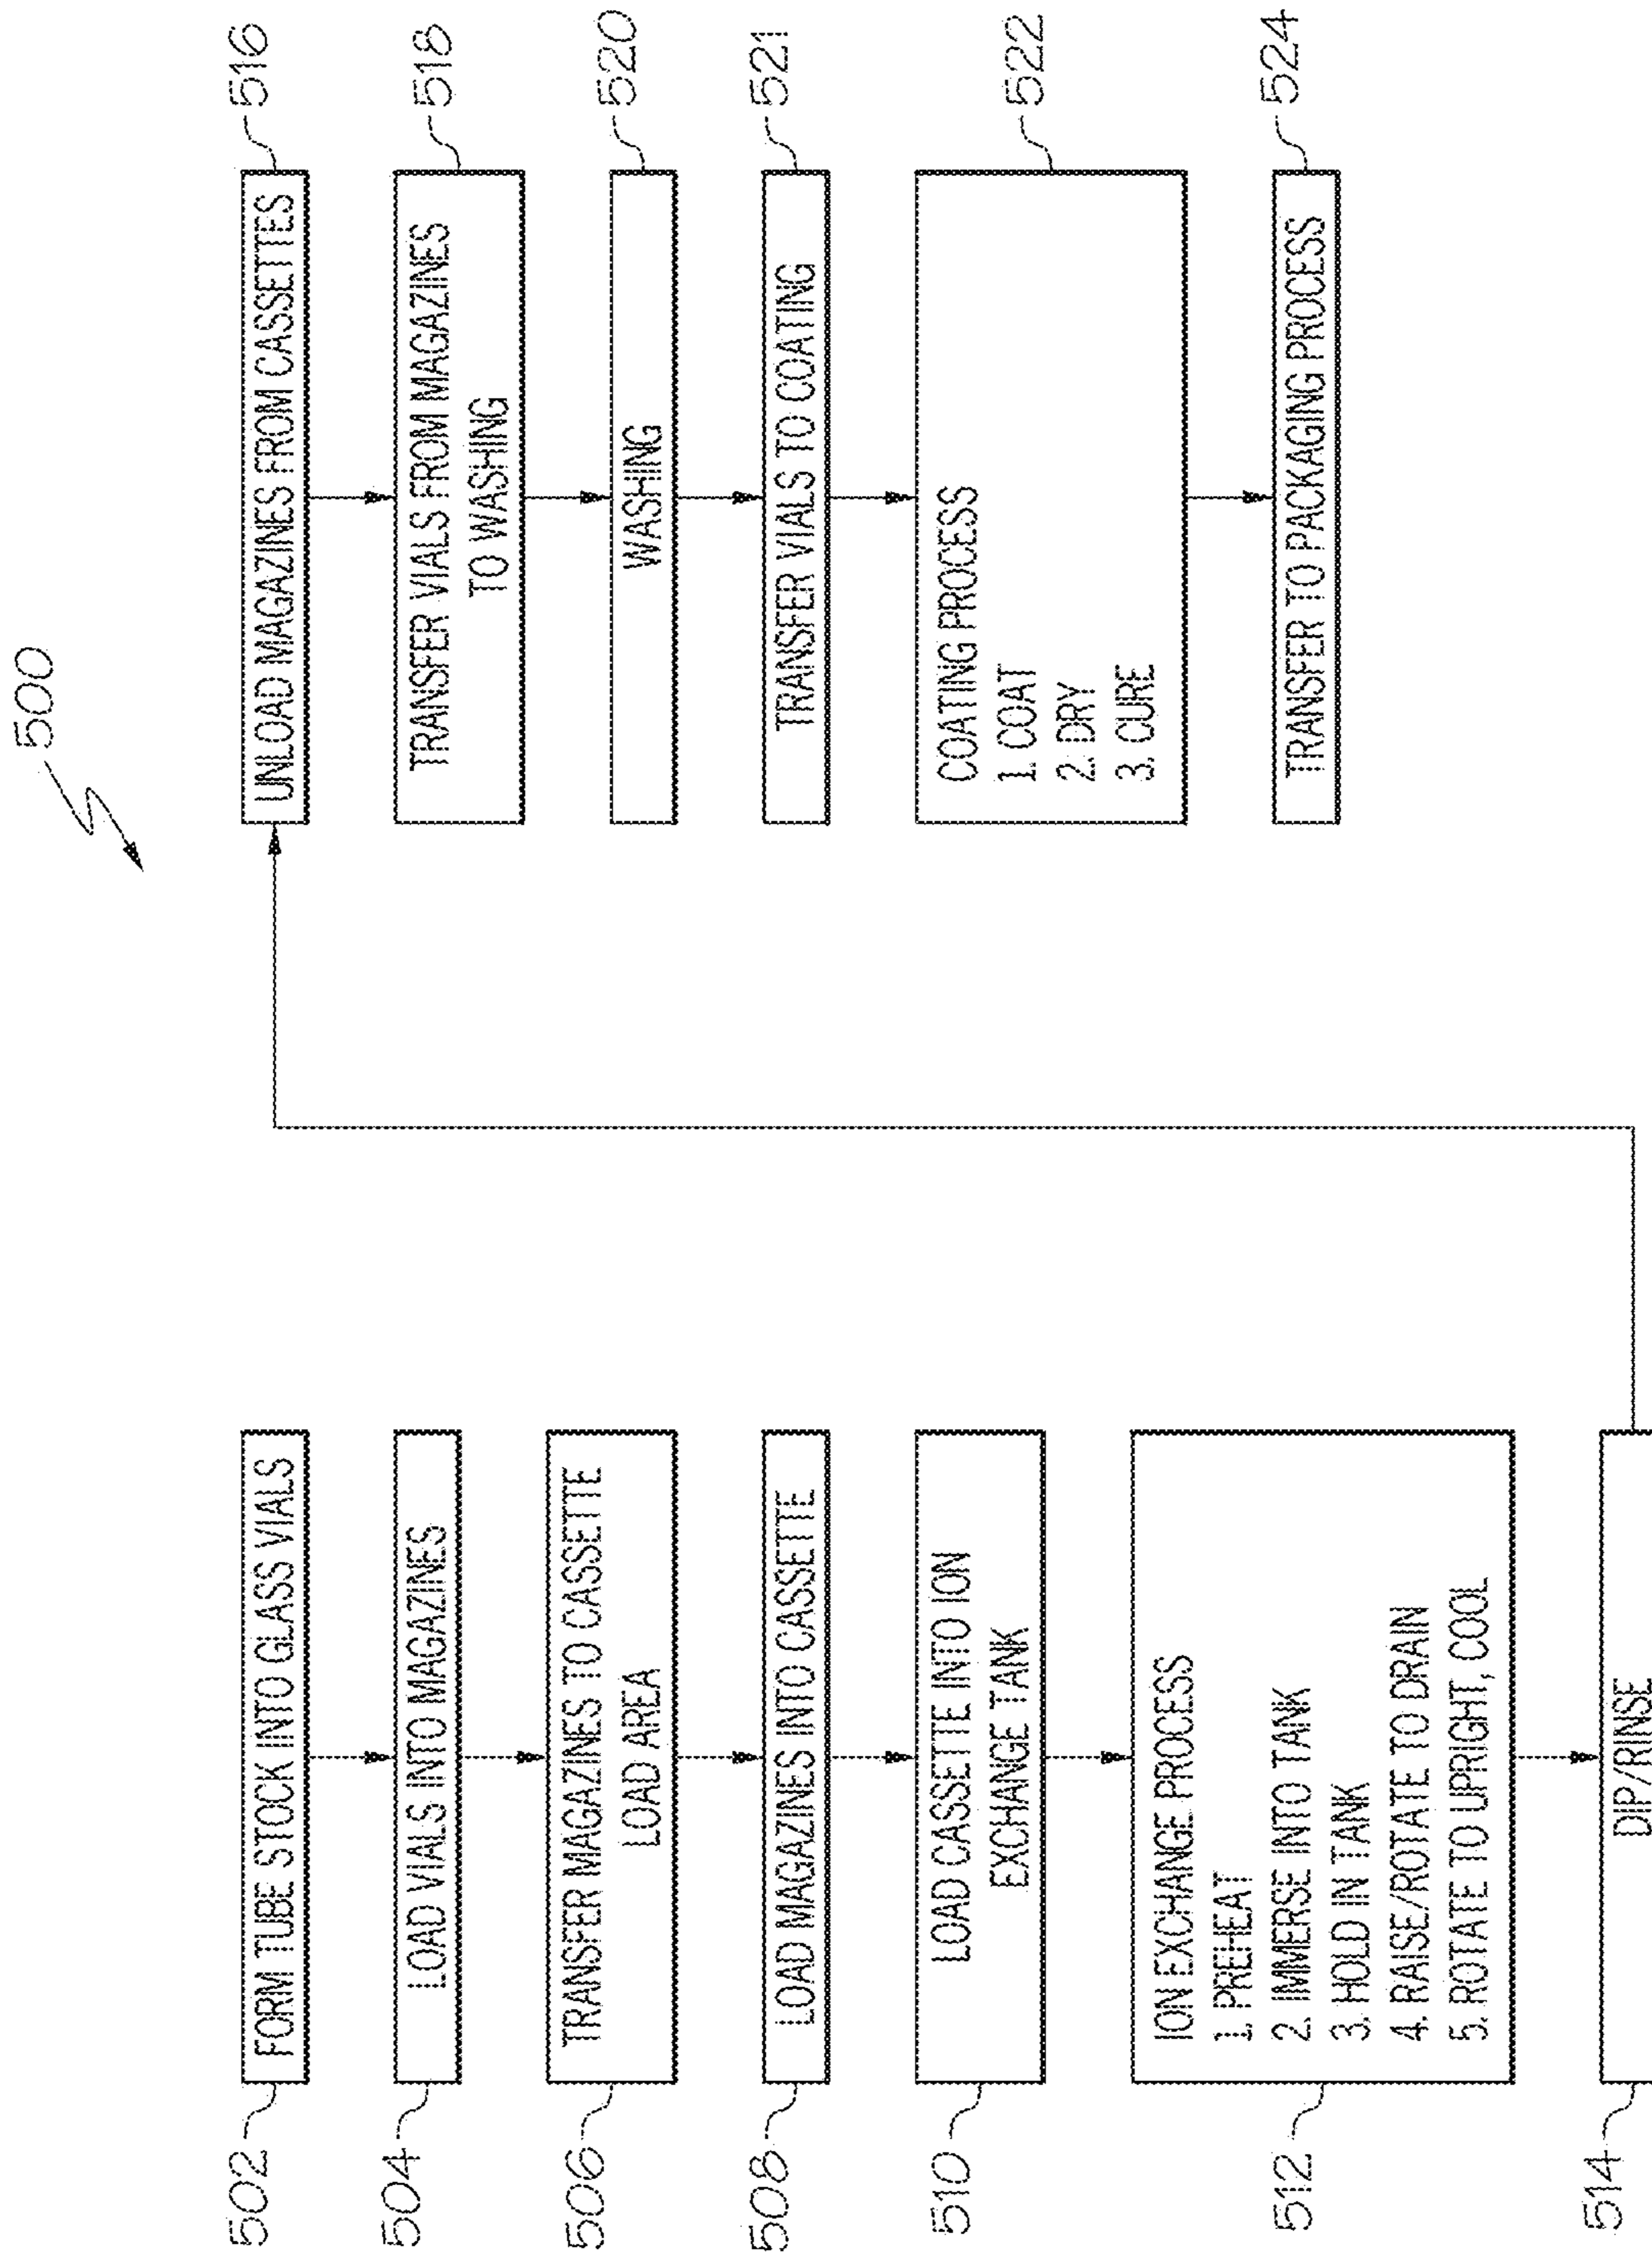 500
502
FORM TUBE STOCK INTO GLASS VIALS
504
LOAD VIALS INTO MAGAZINES
506
TRANSFER MAGAZINES TO CASSETTE
LOAD AREA
508
LOAD MAGAZINES INTO CASSETTE
510
LOAD CASSETTE INTO ION
EXCHANGE TANK
512
ION EXCHANGE PROCESS
1. PREHEAT
2. IMMERSE INTO TANK
3. HOLD IN TANK
4. RAISE/ROTATE TO DRAIN
5. ROTATE TO UPRIGHT, COOL
514
DIP/RINSE
UNLOAD MAGAZINES FROM CASSETTES
516
TRANSFER VIALS FROM MAGAZINES
TO WASHING
518
WASHING
520
TRANSFER VIALS TO COATING
521
COATING PROCESS
1. COAT
2. DRY
3. CURE
522
TRANSFER TO PACKAGING PROCESS
524